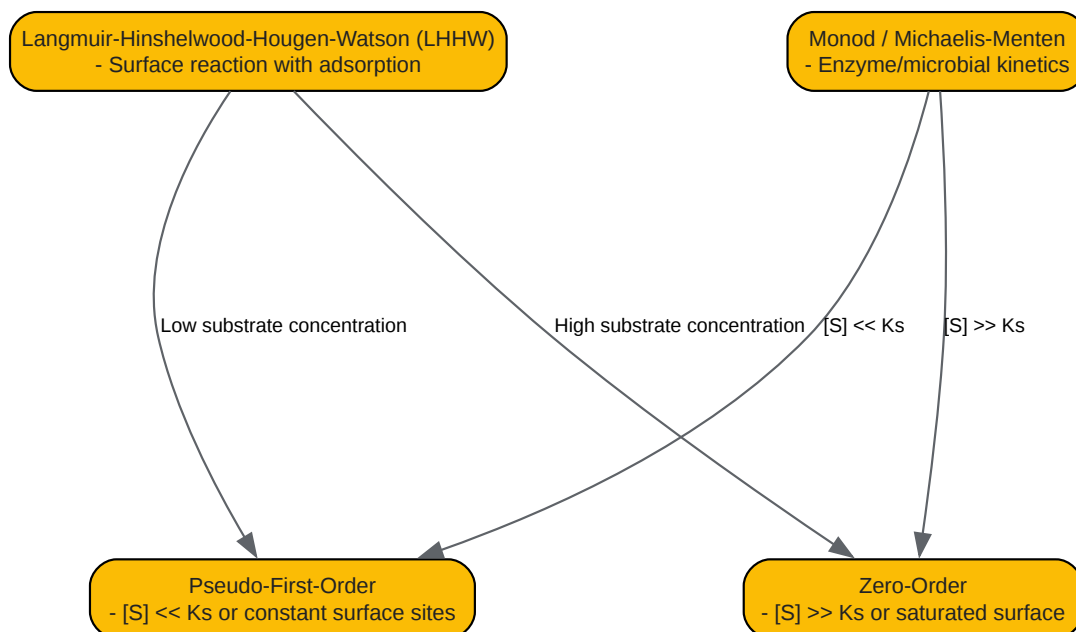 Langmuir-Hinshelwood-Hougen-Watson (LHHW)
- Surface reaction with adsorption
Monod / Michaelis-Menten
- Enzyme/microbial kinetics
Low substrate concentration
High substrate concentration
[S] << Ks
[S] >> Ks
Pseudo-First-Order
- [S] << Ks or constant surface sites
Zero-Order
- [S] >> Ks or saturated surface